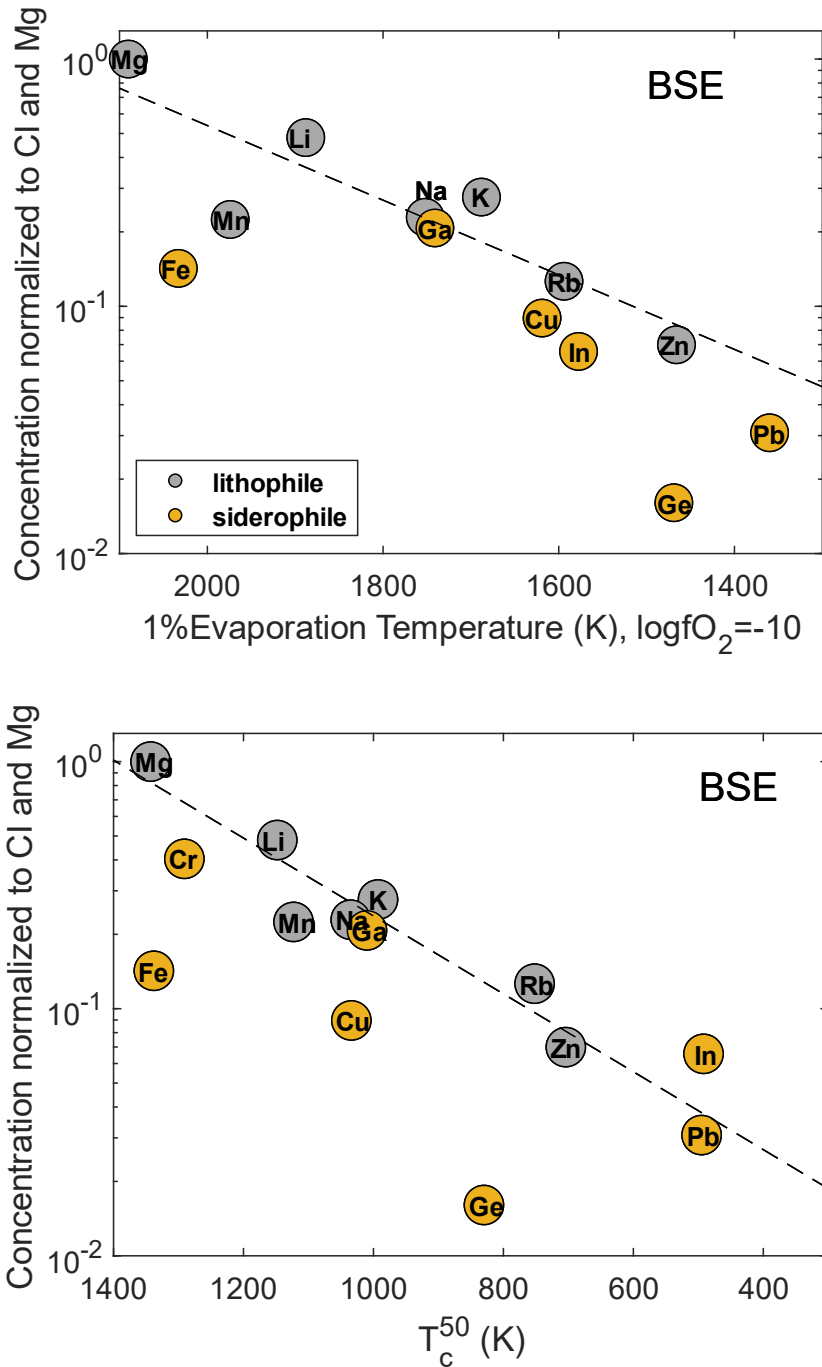 Concentration normalized to CI and Mg
10^0
10^-1
10^-2
BSE
Mg
Li
Na
K
Mn
Ga
Fe
Rb
Cu
In
Zn
Pb
Ge
lithophile
siderophile
2000 1800 1600 1400
1%Evaporation Temperature (K), logfO_2=-10
Concentration normalized to CI and Mg
10^0
10^-1
10^-2
BSE
Mg
Li
Cr
K
Mn
Na
Ga
Fe
Rb
Cu
Zn
In
Pb
Ge
1400 1200 1000 800 600 400
T_c^50 (K)